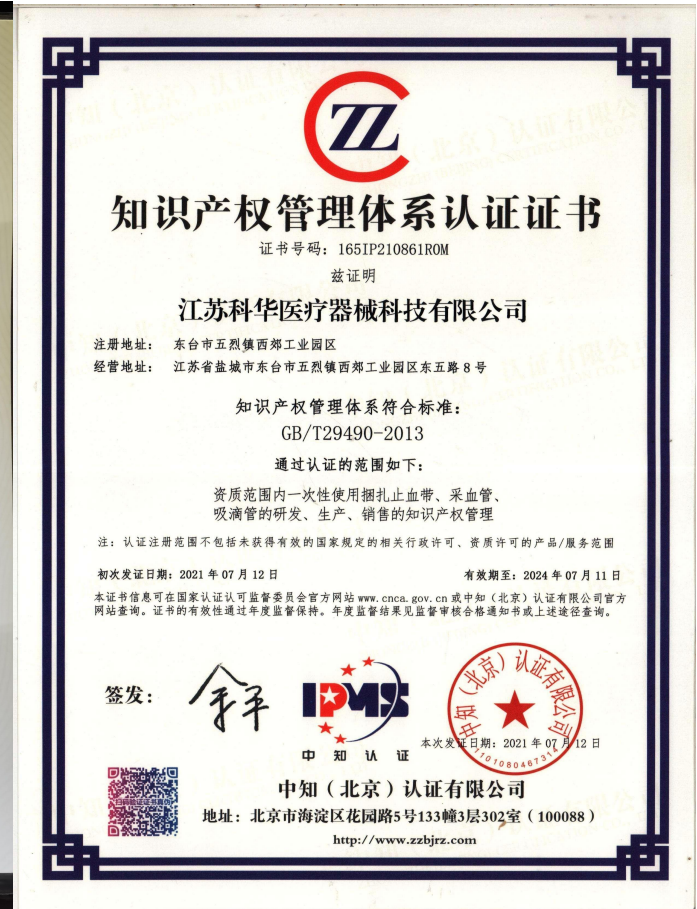 ZZ
知识产权管理体系认证证书
证书号码：165IP210861R0M
兹证明
江苏科华医疗器械科技有限公司
注册地址： 东台市五烈镇西郊工业园区
经营地址： 江苏省盐城市东台市五烈镇西郊工业园区东五路8号
知识产权管理体系符合标准：
GB/T29490-2013
通过认证的范围如下：
资质范围内一次性使用捆扎止血带、采血管、
吸滴管的研发、生产、销售的知识产权管理
注：认证注册范围不包括未获得有效的国家规定的相关行政许可、资质许可的产品/服务范围
初次发证日期：2021年07月12日
有效期至：2024年07月11日
本证书信息可在国家认证认可监督委员会官方网站www.cnca.gov.cn或中知（北京）认证有限公司官方
网站查询。证书的有效性通过年度监督保持。年度监督结果见监督审核合格通知书或上述途径查询。
签发：
IPMS
中知认证
中知（北京）认证有限公司
1101080467314
本次发证日期：2021年07月12日
扫码验证证书真伪
中知（北京）认证有限公司
地址：北京市海淀区花园路5号133幢3层302室（100088）
http://www.zzbjrz.com